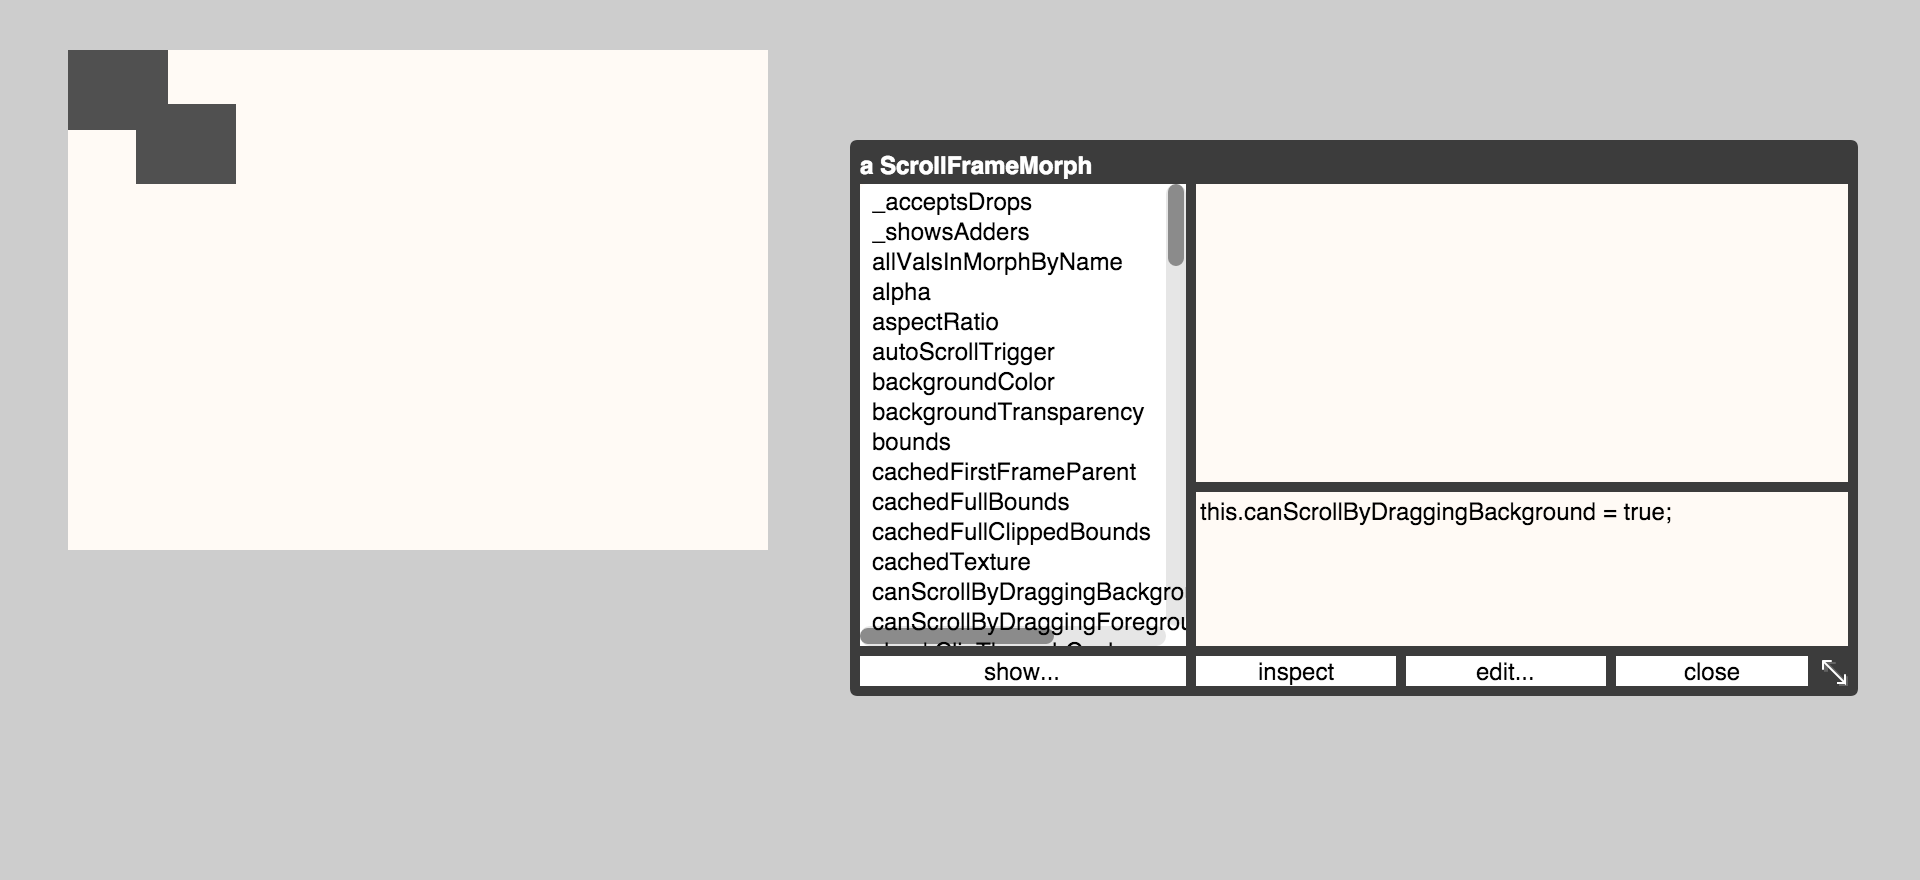 a ScrollFrameMorph
_acceptsDrops
_showsAdders
allValsInMorphByName
alpha
aspectRatio
autoScrollTrigger
backgroundColor
backgroundTransparency
bounds
cachedFirstFrameParent
cachedFullBounds
cachedFullClippedBounds
cachedTexture
canScrollByDraggingBackgro
canScrollByDraggingForegrou
this.canScrollByDraggingBackground = true;
show...
inspect
edit...
close